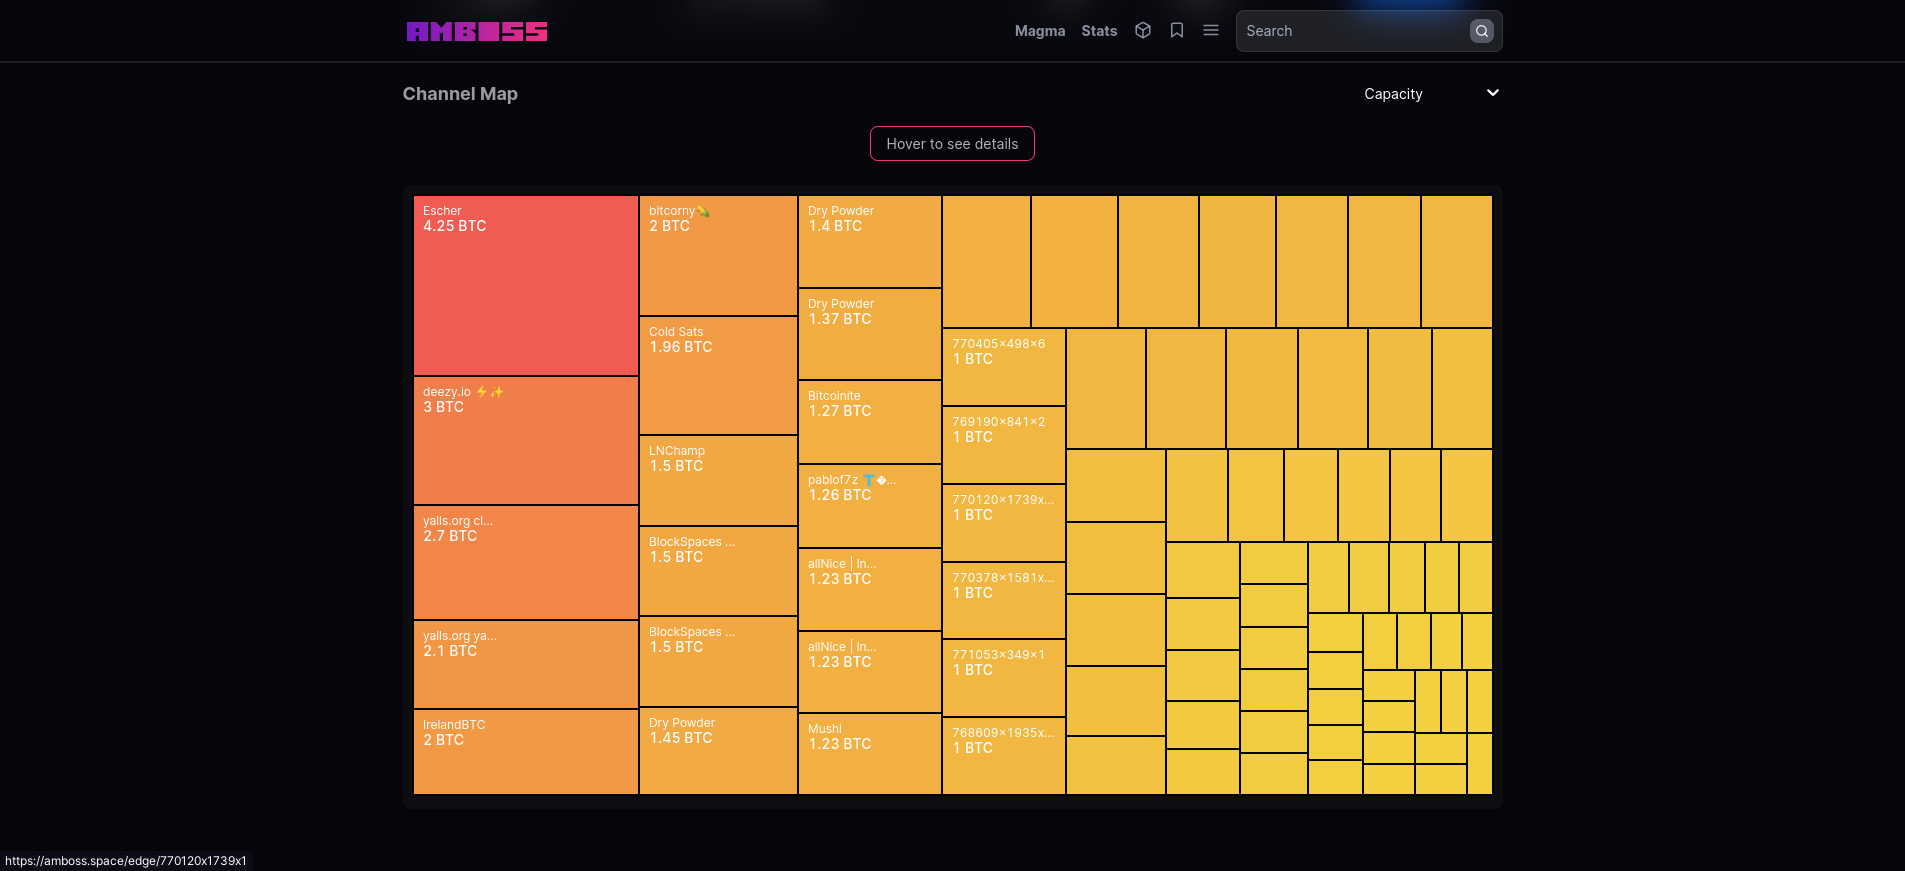 AMBOSS
Magma
Stats
Search
Channel Map
Capacity
Hover to see details
Escher
4.25 BTC
deezy.io ⚡✨
3 BTC
yalls.org cl...
2.7 BTC
yalls.org ya...
2.1 BTC
IrelandBTC
2 BTC
bitcorny🌽
2 BTC
Cold Sats
1.96 BTC
LNChamp
1.5 BTC
BlockSpaces ...
1.5 BTC
BlockSpaces ...
1.5 BTC
Dry Powder
1.45 BTC
Dry Powder
1.4 BTC
Dry Powder
1.37 BTC
Bitcoinite
1.27 BTC
pablof7z 👕�...
1.26 BTC
allNice | In...
1.23 BTC
allNice | In...
1.23 BTC
Mushi
1.23 BTC
770405x498x6
1 BTC
769190x841x2
1 BTC
770120x1739x...
1 BTC
770378x1581x...
1 BTC
771053x349x1
1 BTC
768609x1935x...
1 BTC
https://amboss.space/edge/770120x1739x1